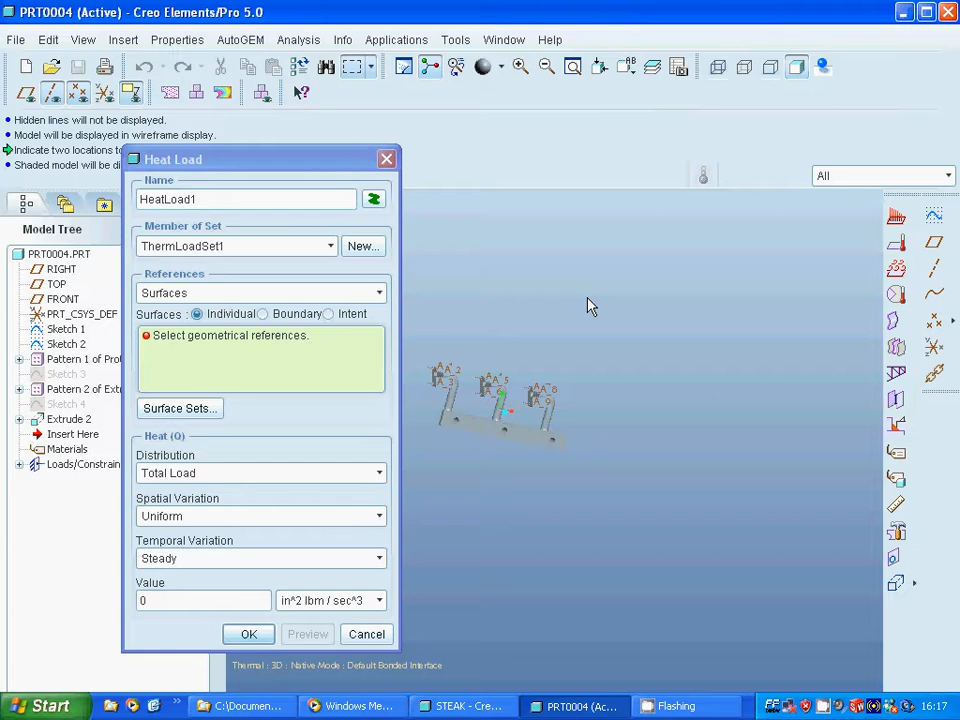 PRT0004 (Active) - Creo Elements/Pro 5.0
File Edit View Insert Properties AutoGEM Analysis Info Applications Tools Window Help
Hidden lines will not be displayed.
Model will be displayed in wireframe display.
Indicate two locations to
Shaded model will be di
All
Heat Load
Name
HeatLoad1
Member of Set
ThermLoadSet1
New...
References
Surfaces
Surfaces : Individual Boundary Intent
Select geometrical references.
Surface Sets...
Heat (Q)
Distribution
Total Load
Spatial Variation
Uniform
Temporal Variation
Steady
Value
0
in^2 lbm / sec^3
OK Preview Cancel
Model Tree
PRT0004.PRT
RIGHT
TOP
FRONT
PRT_CSYS_DEF
Sketch 1
Sketch 2
Pattern 1 of Pro
Sketch 3
Pattern 2 of Ext
Sketch 4
Extrude 2
Insert Here
Materials
Loads/Constrain
Thermal : 3D : Native Mode : Default Bonded Interface
Start
C:\Documen...
Windows Me...
STEAK - Cre...
PRT0004 (Ac...
Flashing
16:17